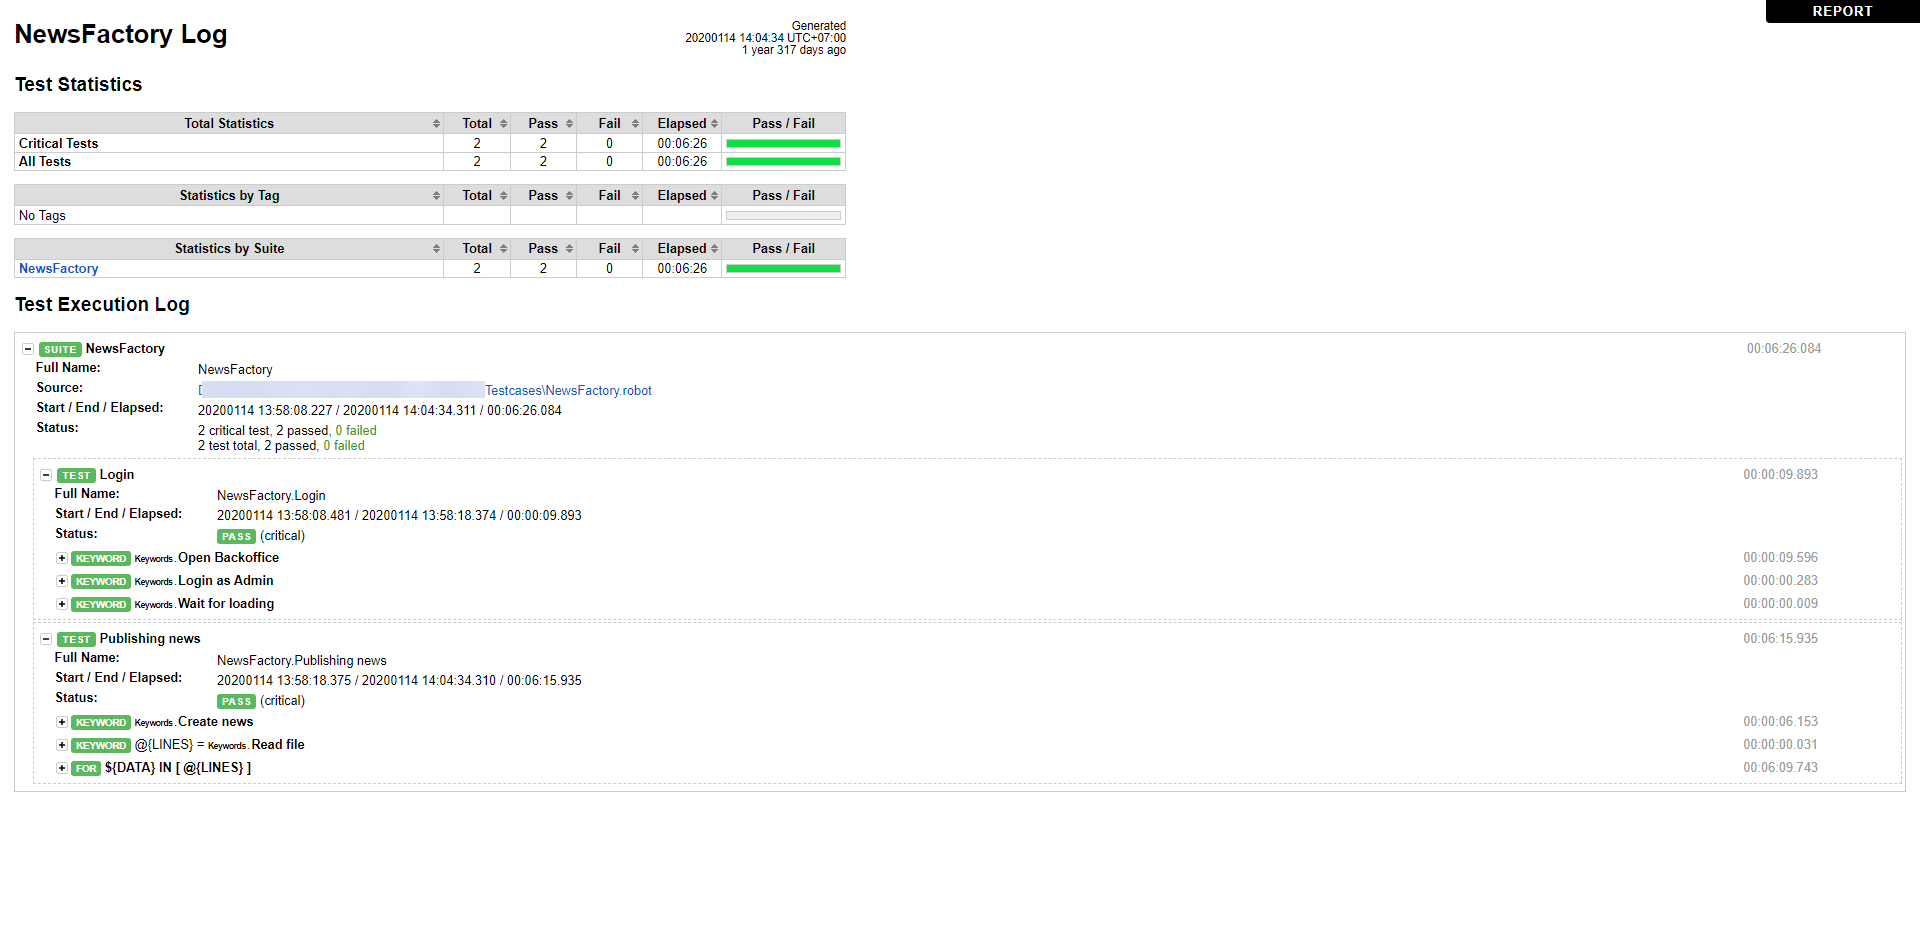 REPORT
NewsFactory Log
Generated
20200114 14:04:34 UTC+07:00
1 year 317 days ago
Test Statistics
Total Statistics Total Pass Fail Elapsed Pass / Fail
Critical Tests 2 2 0 00:06:26
All Tests 2 2 0 00:06:26
Statistics by Tag Total Pass Fail Elapsed Pass / Fail
No Tags
Statistics by Suite Total Pass Fail Elapsed Pass / Fail
NewsFactory 2 2 0 00:06:26
Test Execution Log
SUITE NewsFactory 00:06:26.084
Full Name: NewsFactory
Source: Testcases\NewsFactory.robot
Start / End / Elapsed: 20200114 13:58:08.227 / 20200114 14:04:34.311 / 00:06:26.084
Status: 2 critical test, 2 passed, 0 failed
2 test total, 2 passed, 0 failed
TEST Login 00:00:09.893
Full Name: NewsFactory.Login
Start / End / Elapsed: 20200114 13:58:08.481 / 20200114 13:58:18.374 / 00:00:09.893
Status: PASS (critical)
KEYWORD Keywords.Open Backoffice 00:00:09.596
KEYWORD Keywords.Login as Admin 00:00:00.283
KEYWORD Keywords.Wait for loading 00:00:00.009
TEST Publishing news 00:06:15.935
Full Name: NewsFactory.Publishing news
Start / End / Elapsed: 20200114 13:58:18.375 / 20200114 14:04:34.310 / 00:06:15.935
Status: PASS (critical)
KEYWORD Keywords.Create news 00:00:06.153
KEYWORD @{LINES} = Keywords.Read file 00:00:00.031
FOR ${DATA} IN [ @{LINES} ] 00:06:09.743